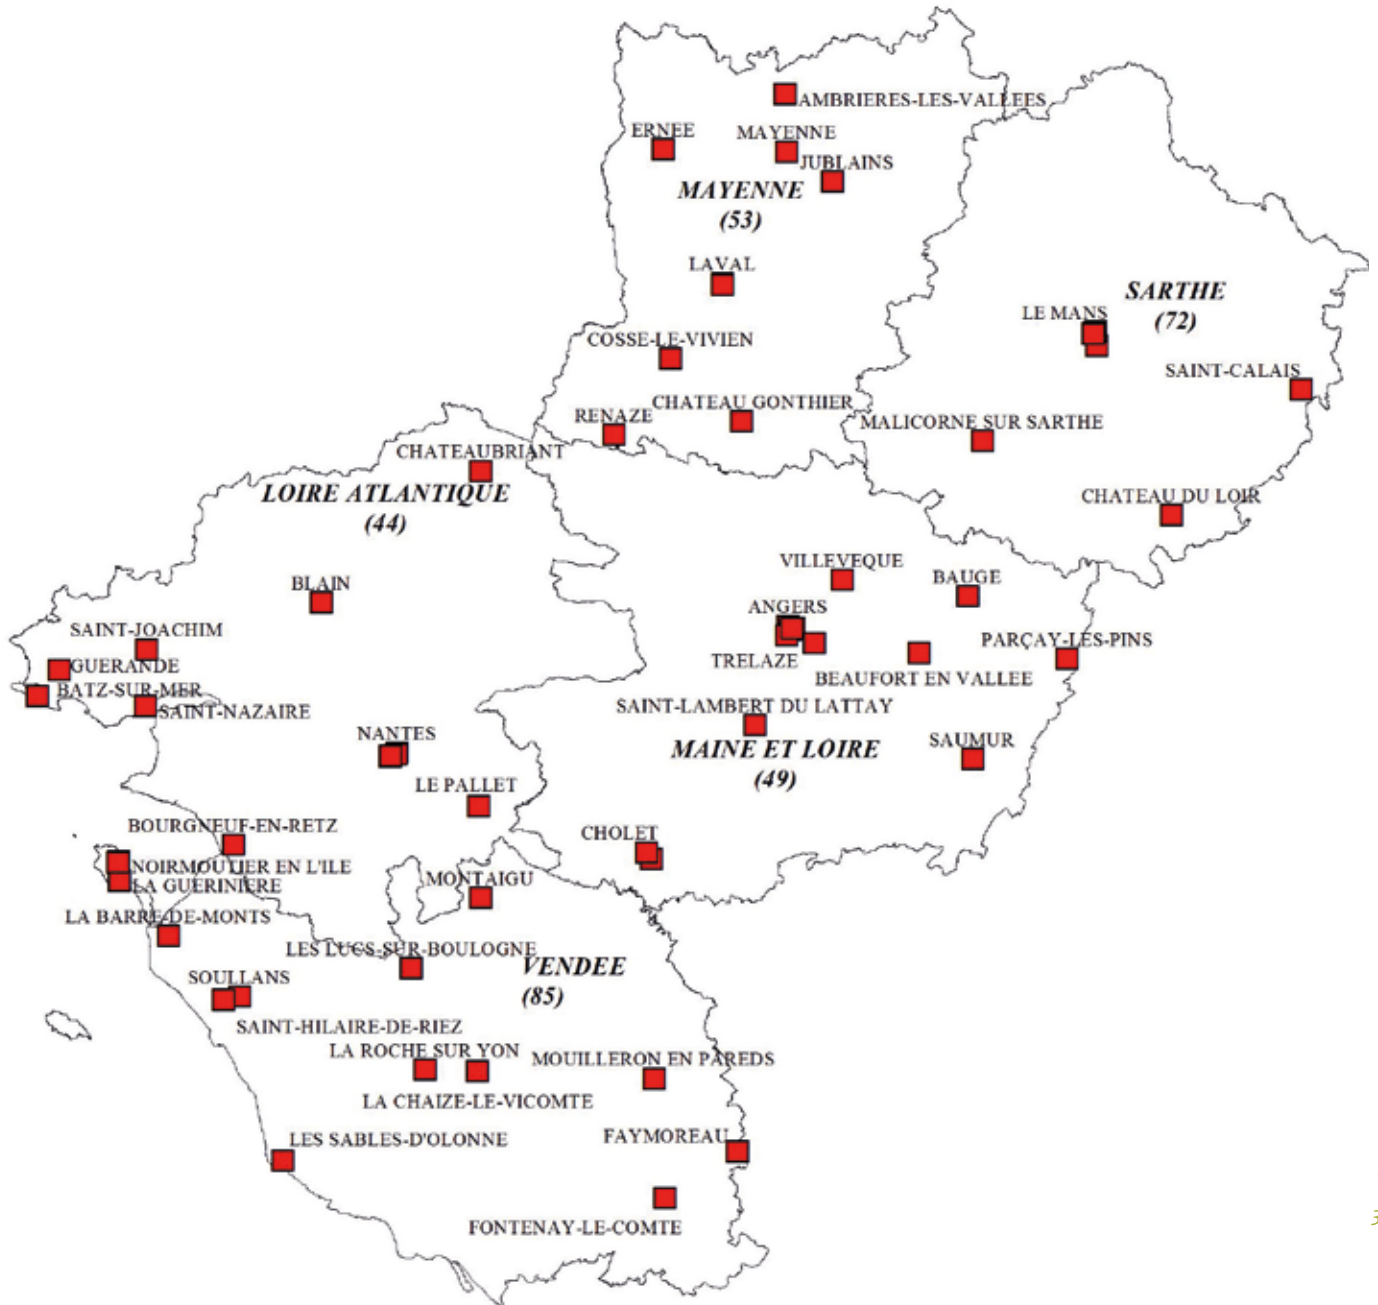 AMBRIERES-LES-VALLEES
ERNEE
MAYENNE
JUBLAINS
MAYENNE
(53)
LAVAL
SARTHE
(72)
LE MANS
COSSE-LE-VIVIEN
SAINT-CALAIS
CHATEAU GONTHIER
RENAZE
MALICORNE SUR SARTHE
CHATEAUBRIANT
LOIRE ATLANTIQUE
(44)
CHATEAU DU LOIR
VILLEVEQUE
BAUGE
BLAIN
ANGERS
SAINT-JOACHIM
PARÇAY-LES-PINS
TRELAZE
GUERANDE
BEAUFORT EN VALLEE
BATZ-SUR-MER
SAINT-NAZAIRE
SAINT-LAMBERT DU LATTAY
NANTES
MAINE ET LOIRE
(49)
SAUMUR
LE PALLET
BOURGNEUF-EN-RETZ
CHOLET
NOIRMOUTIER EN L'ILE
LA GUERINIERE
MONTAIGU
LA BARRE-DE-MONTS
LES LUCS-SUR-BOULOGNE
VENDEE
(85)
SOULLANS
SAINT-HILAIRE-DE-RIEZ
LA ROCHE SUR YON
MOUILLERON EN PAREDS
LA CHAIZE-LE-VICOMTE
LES SABLES-D'OLONNE
FAYMOREAU
FONTENAY-LE-COMTE